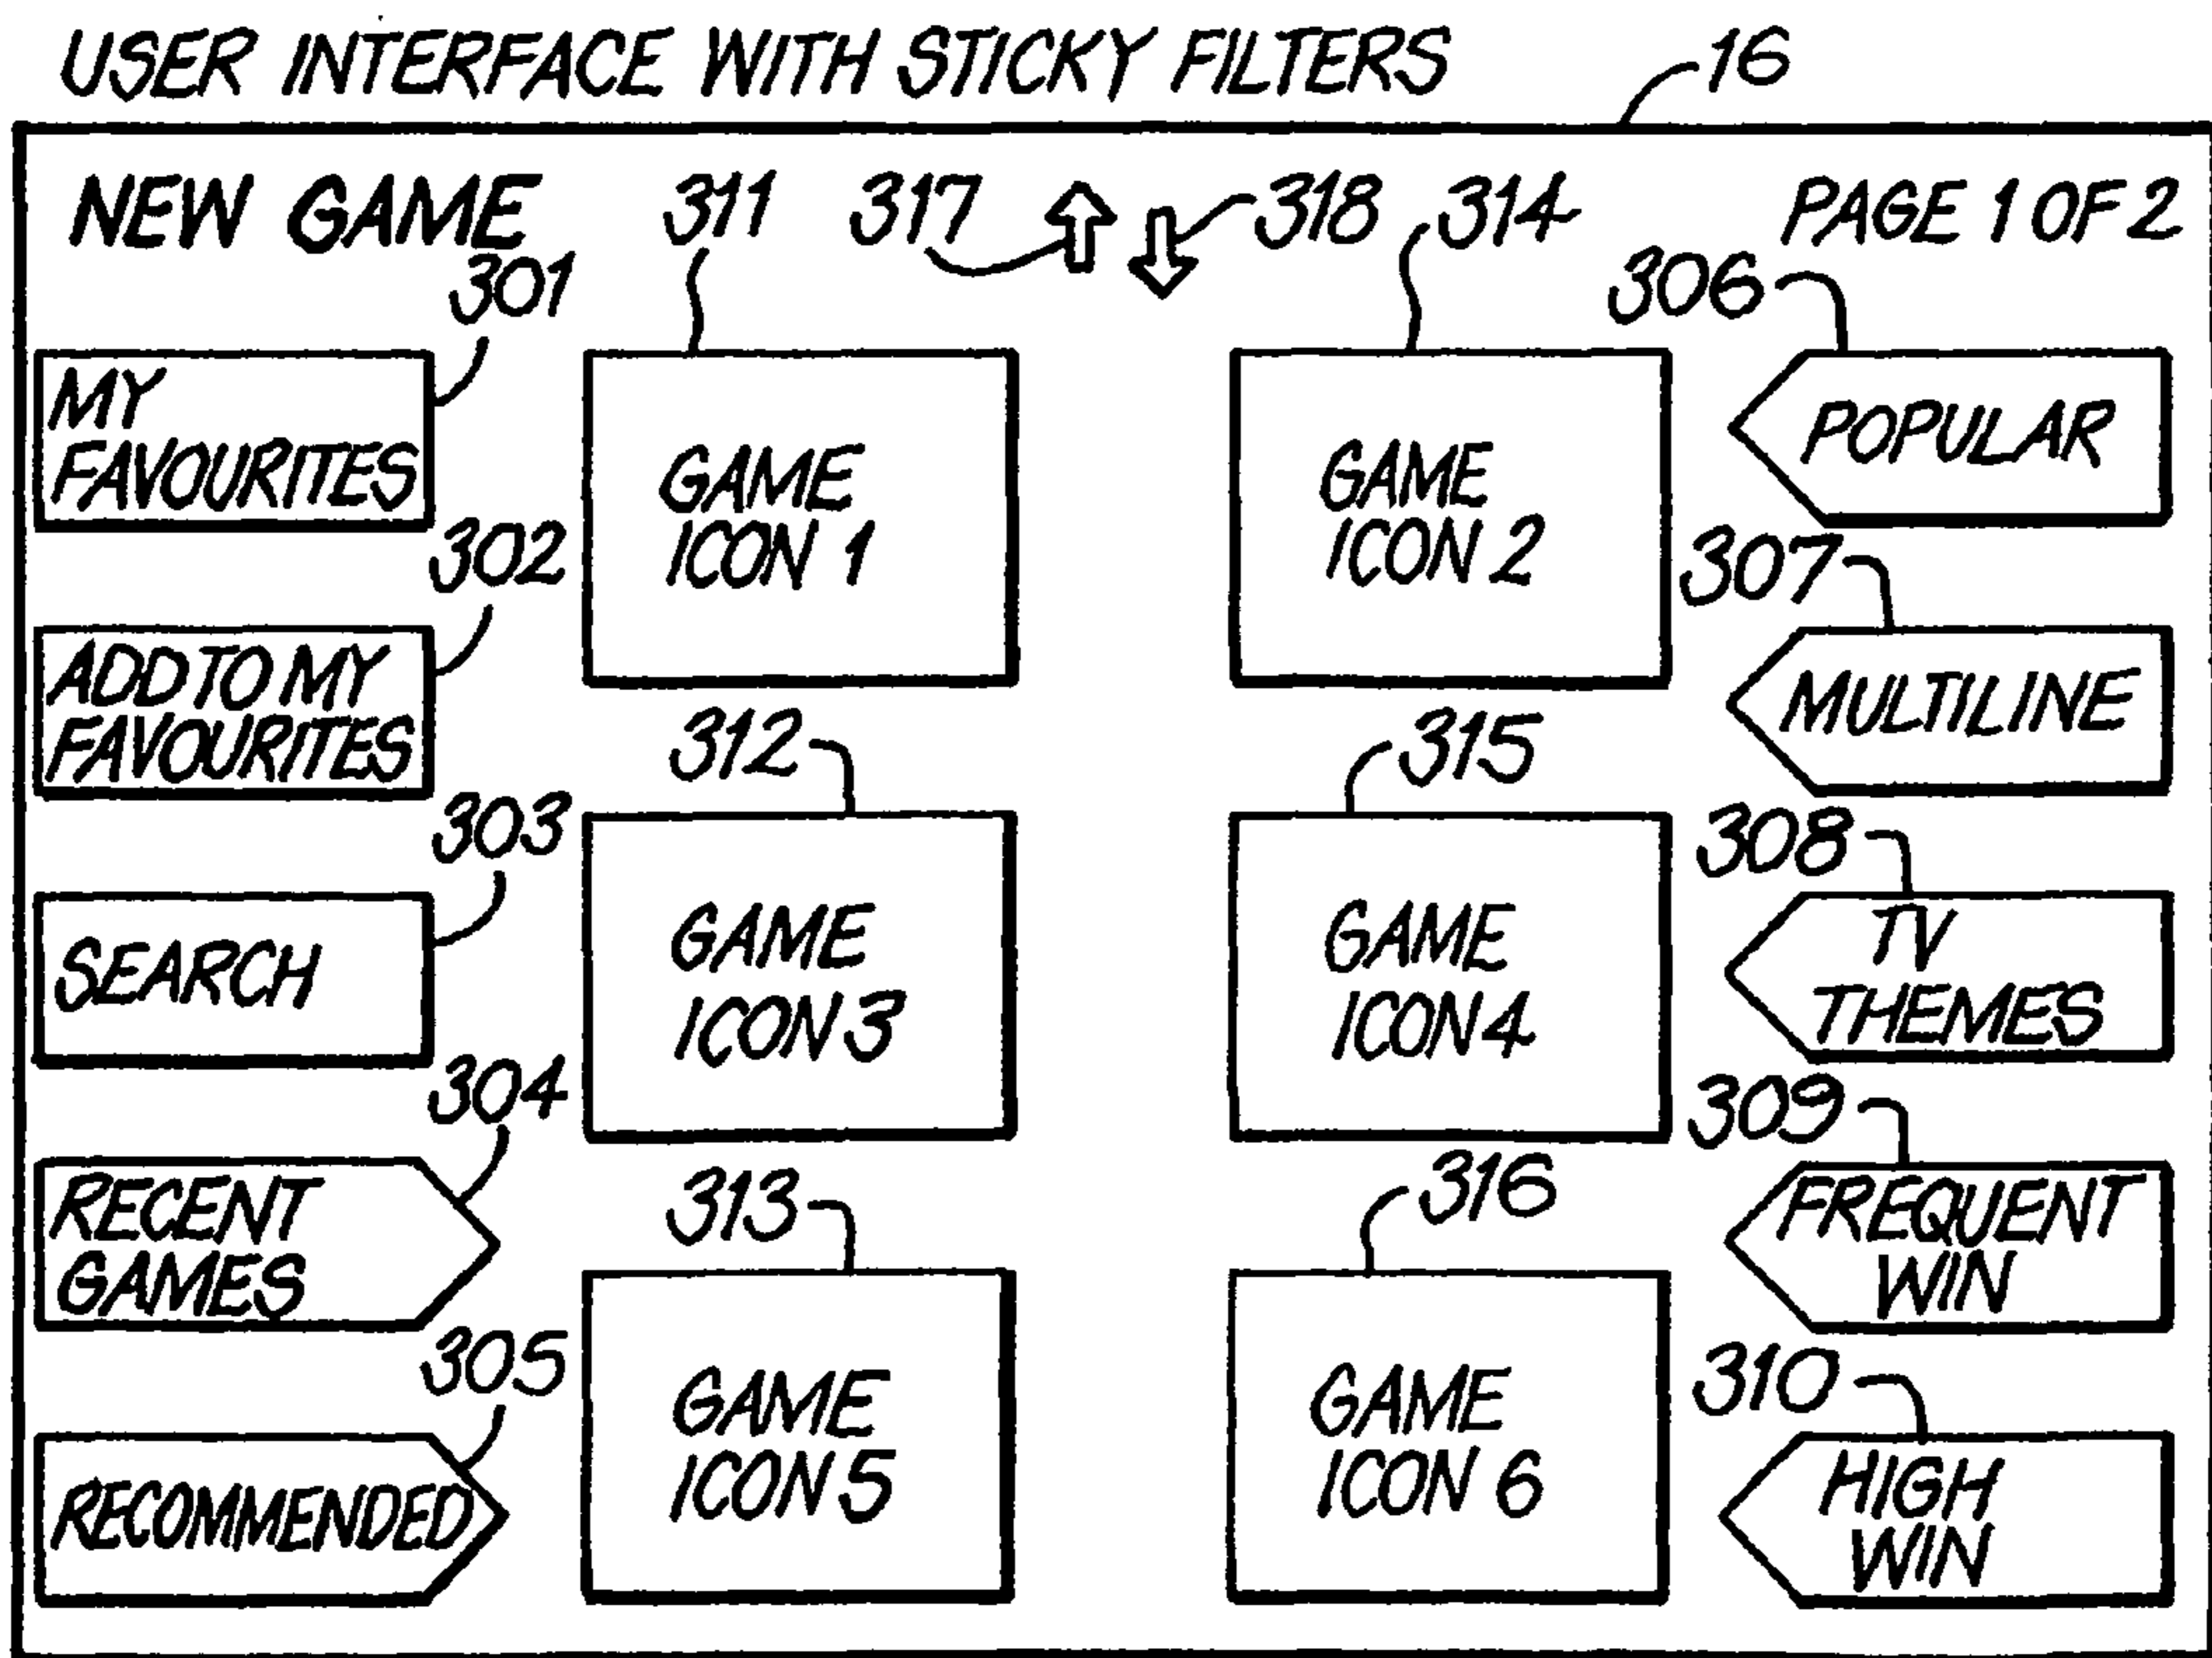 USER INTERFACE WITH STICKY FILTERS
16
NEW GAME
311
317
318
314
PAGE 1 OF 2
301
306
MY
FAVOURITES
GAME
ICON 1
GAME
ICON 2
POPULAR
302
307
ADD TO MY
FAVOURITES
MULTILINE
312
315
303
308
SEARCH
GAME
ICON 3
GAME
ICON 4
TV
THEMES
304
309
RECENT
GAMES
313
316
FREQUENT
WIN
305
310
RECOMMENDED
GAME
ICON 5
GAME
ICON 6
HIGH
WIN